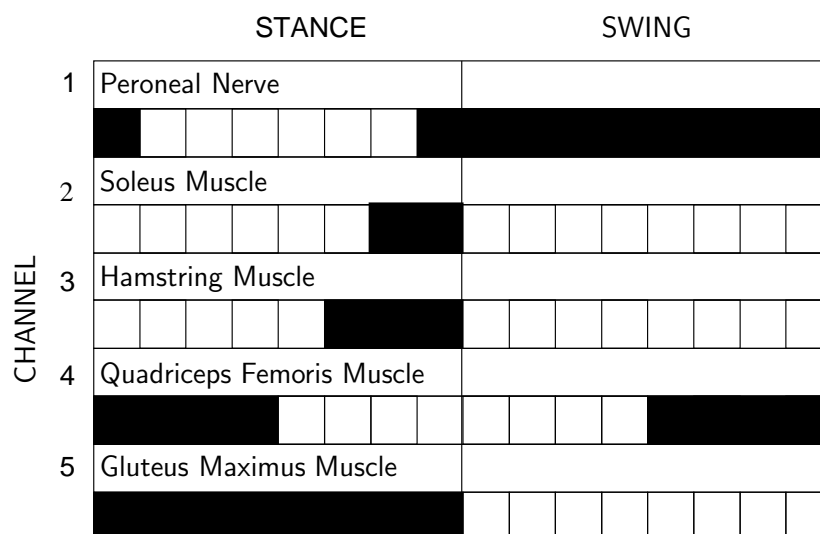 STANCE SWING
1 Peroneal Nerve
2 Soleus Muscle
CHANNEL
3 Hamstring Muscle
4 Quadriceps Femoris Muscle
5 Gluteus Maximus Muscle